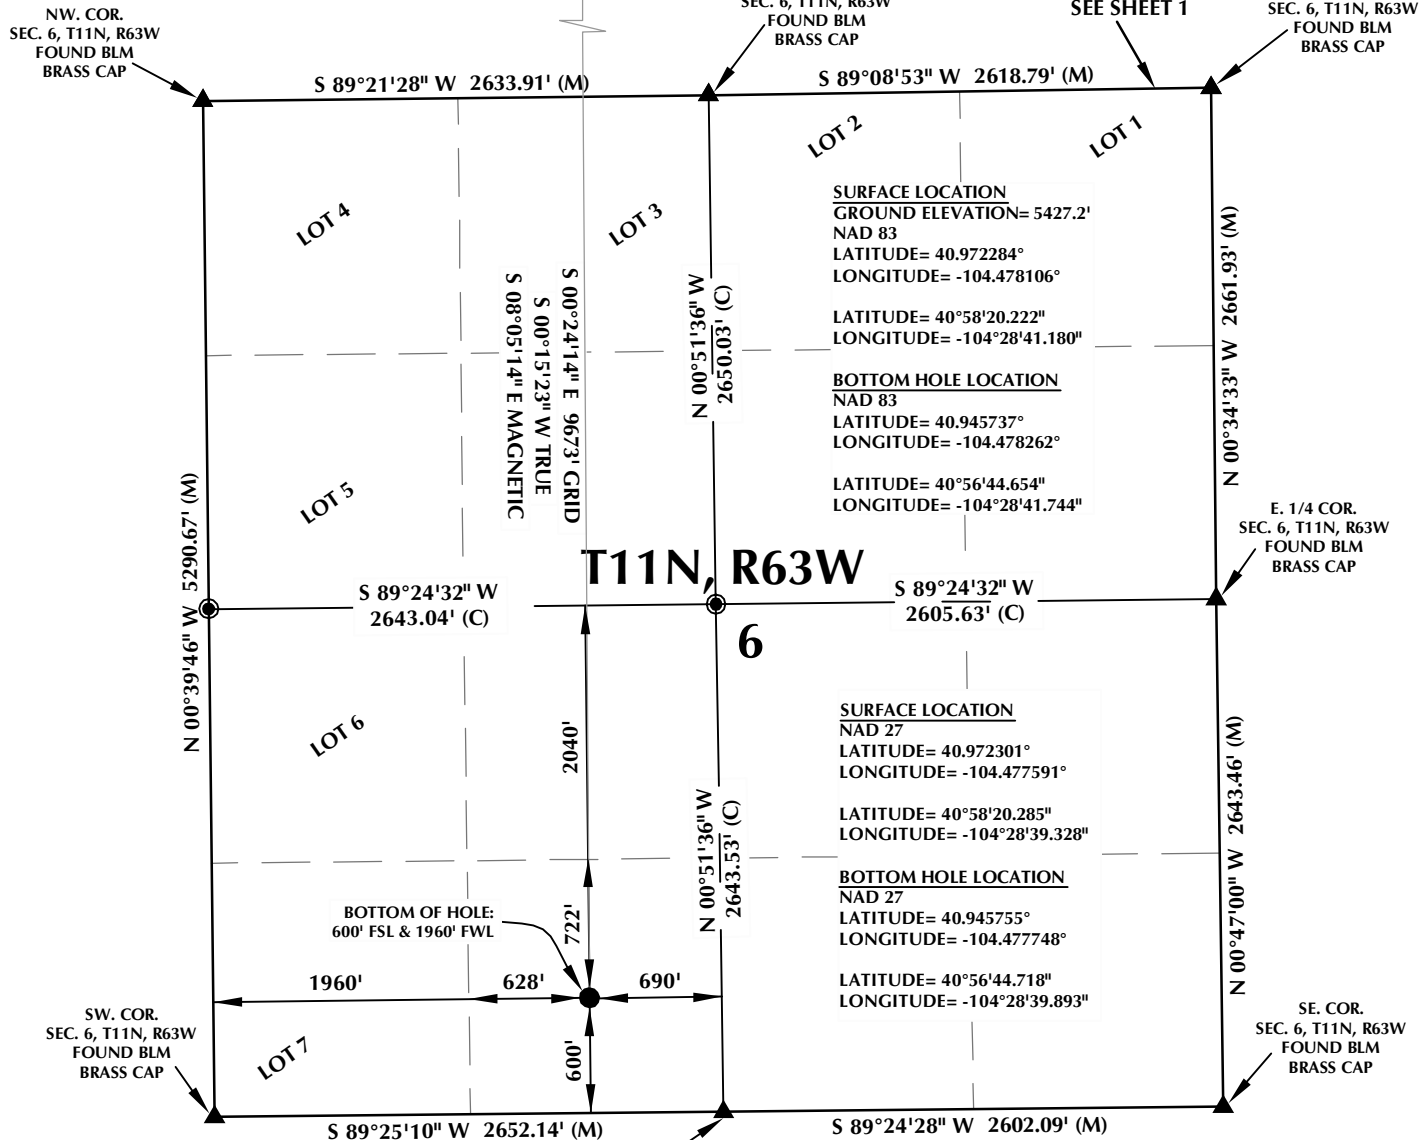 NW. COR.
SEC. 6, T11N, R63W
FOUND BLM
BRASS CAP
SEC. 6, T11N, R63W
FOUND BLM
BRASS CAP
SEE SHEET 1
SEC. 6, T11N, R63W
FOUND BLM
BRASS CAP
S 89°21'28" W 2633.91' (M)
S 89°08'53" W 2618.79' (M)
LOT 4
LOT 3
LOT 2
LOT 1
SURFACE LOCATION
GROUND ELEVATION= 5427.2'
NAD 83
LATITUDE= 40.972284°
LONGITUDE= -104.478106°
LATITUDE= 40°58'20.222"
LONGITUDE= -104°28'41.180"
BOTTOM HOLE LOCATION
NAD 83
LATITUDE= 40.945737°
LONGITUDE= -104.478262°
LATITUDE= 40°56'44.654"
LONGITUDE= -104°28'41.744"
S 00°24'14" E 9673' GRID
S 00°15'23" W TRUE
S 08°05'14" E MAGNETIC
N 00°51'36" W
2650.03' (C)
N 00°34'33" W 2661.93' (M)
LOT 5
N 00°39'46" W 5290.67' (M)
E. 1/4 COR.
SEC. 6, T11N, R63W
FOUND BLM
BRASS CAP
T11N, R63W
6
S 89°24'32" W
2643.04' (C)
S 89°24'32" W
2605.63' (C)
LOT 6
2040'
SURFACE LOCATION
NAD 27
LATITUDE= 40.972301°
LONGITUDE= -104.477591°
LATITUDE= 40°58'20.285"
LONGITUDE= -104°28'39.328"
BOTTOM HOLE LOCATION
NAD 27
LATITUDE= 40.945755°
LONGITUDE= -104.477748°
LATITUDE= 40°56'44.718"
LONGITUDE= -104°28'39.893"
N 00°51'36" W
2643.53' (C)
N 00°47'00" W 2643.46' (M)
BOTTOM OF HOLE:
600' FSL & 1960' FWL
722'
1960'
628'
690'
600'
LOT 7
SW. COR.
SEC. 6, T11N, R63W
FOUND BLM
BRASS CAP
SE. COR.
SEC. 6, T11N, R63W
FOUND BLM
BRASS CAP
S 89°25'10" W 2652.14' (M)
S 89°24'28" W 2602.09' (M)